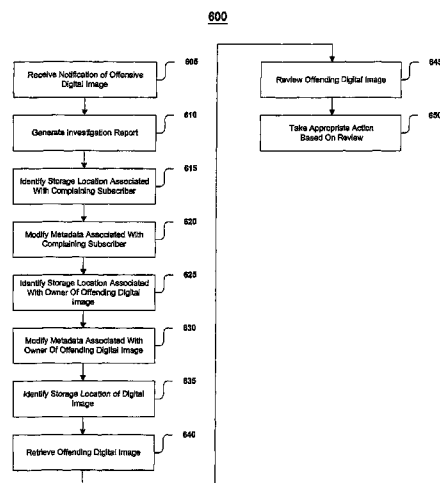 600
605
Receive Notification of Offensive
Digital Image
610
Generate Investigation Report
615
Identify Storage Location Associated
With Complaining Subscriber
620
Modify Metadata Associated With
Complaining Subscriber
625
Identify Storage Location Associated
With Owner Of Offending Digital
Image
630
Modify Metadata Associated With
Owner Of Offending Digital Image
635
Identify Storage Location of Digital
Image
640
Retrieve Offending Digital Image
645
Review Offending Digital Image
650
Take Appropriate Action
Based On Review